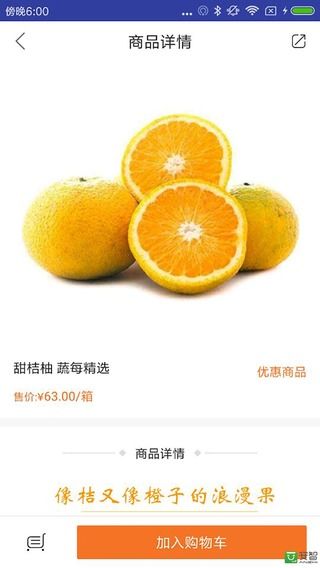 傍晚6:00
商品详情
甜桔柚 蔬每精选
优惠商品
售价:¥63.00/箱
商品详情
像桔又像橙子的浪漫果
加入购物车
安智